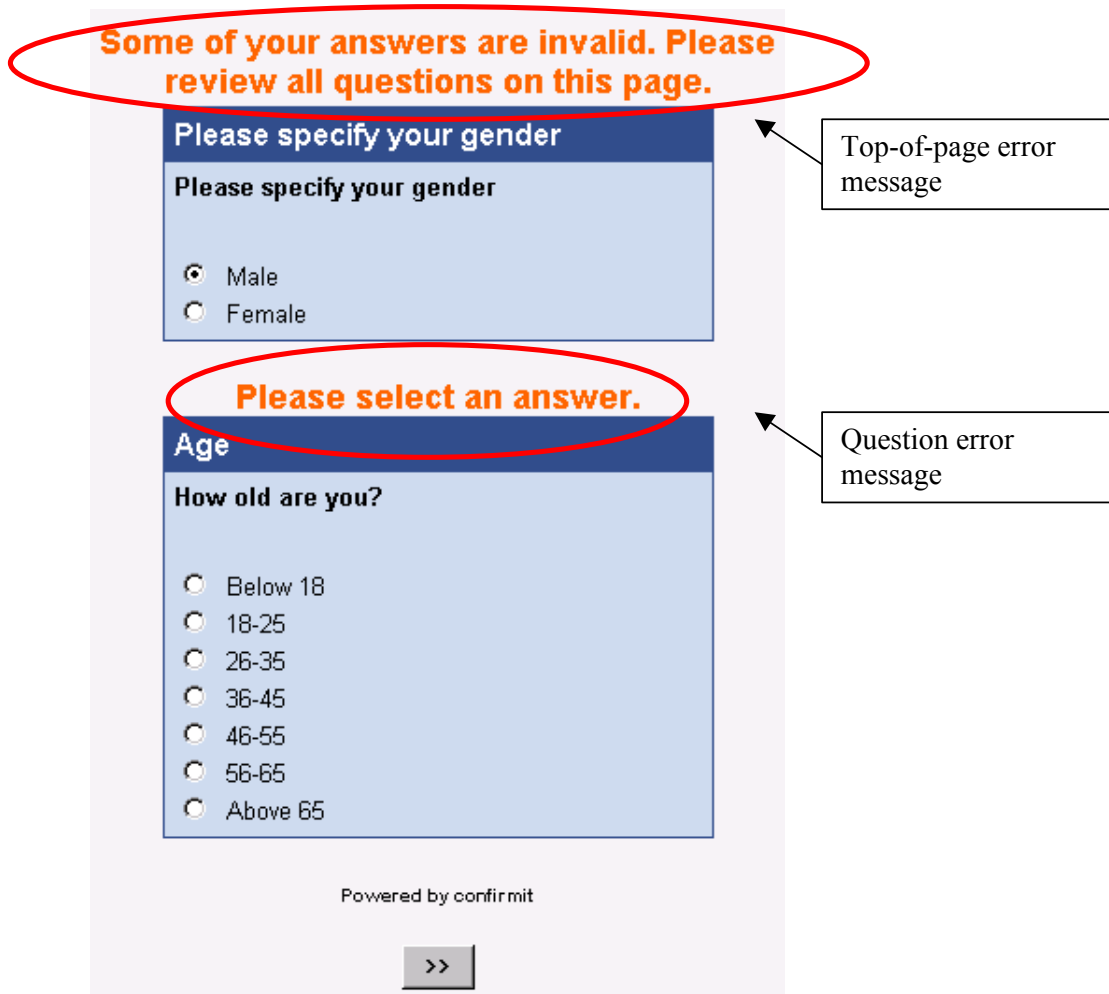 Some of your answers are invalid. Please
review all questions on this page.
Please specify your gender
Please specify your gender
Male
Female
Top-of-page error
message
Please select an answer.
Age
How old are you?
Below 18
18-25
26-35
36-45
46-55
56-65
Above 65
Question error
message
Powered by confirmit
>>